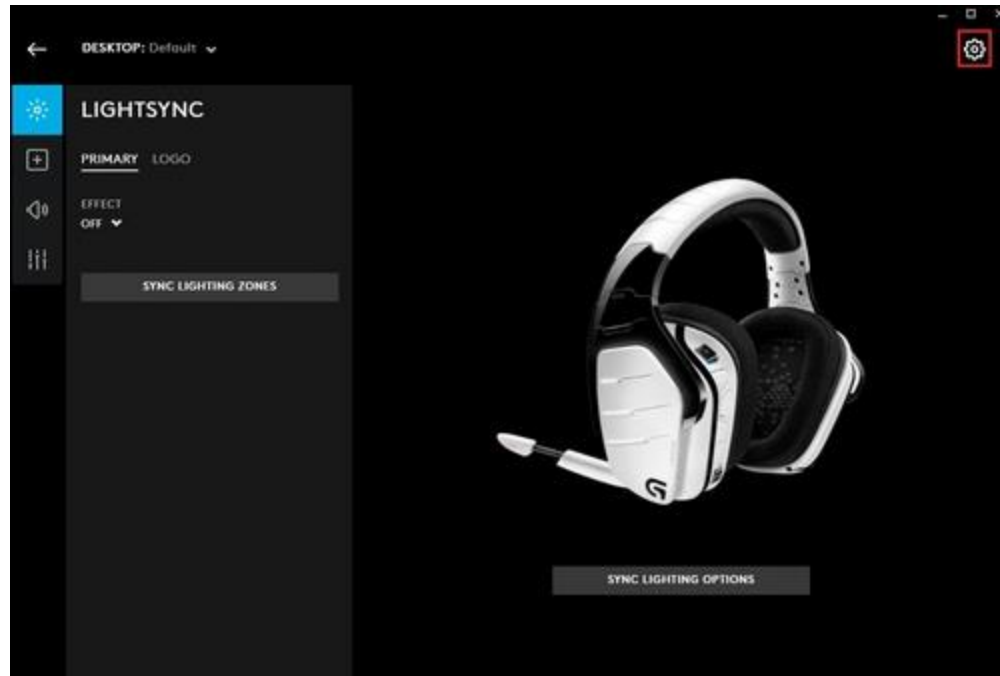 DESKTOP: Default
LIGHTSYNC
PRIMARY LOGO
EFFECT
OFF
SYNC LIGHTING ZONES
SYNC LIGHTING OPTIONS